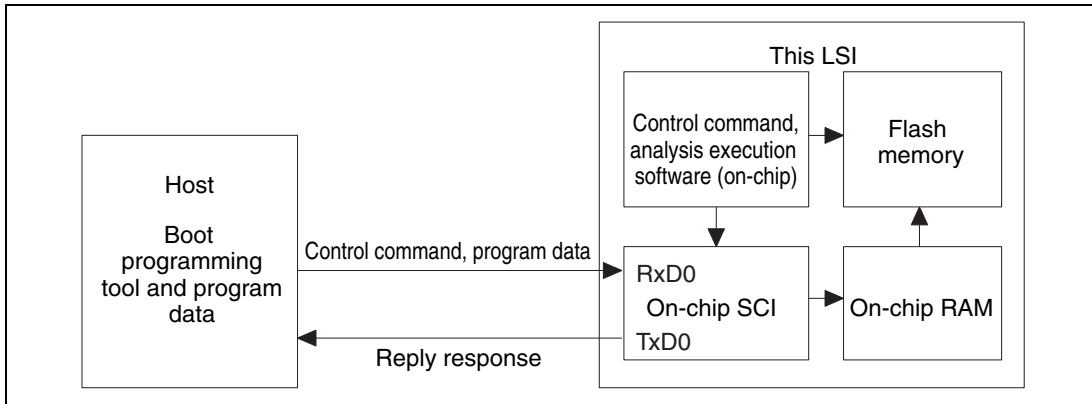 This LSI
Control command,
analysis execution
software (on-chip)
Flash
memory
Host
Boot
programming
tool and program
data
Control command, program data
RxD0
On-chip SCI
TxD0
On-chip RAM
Reply response